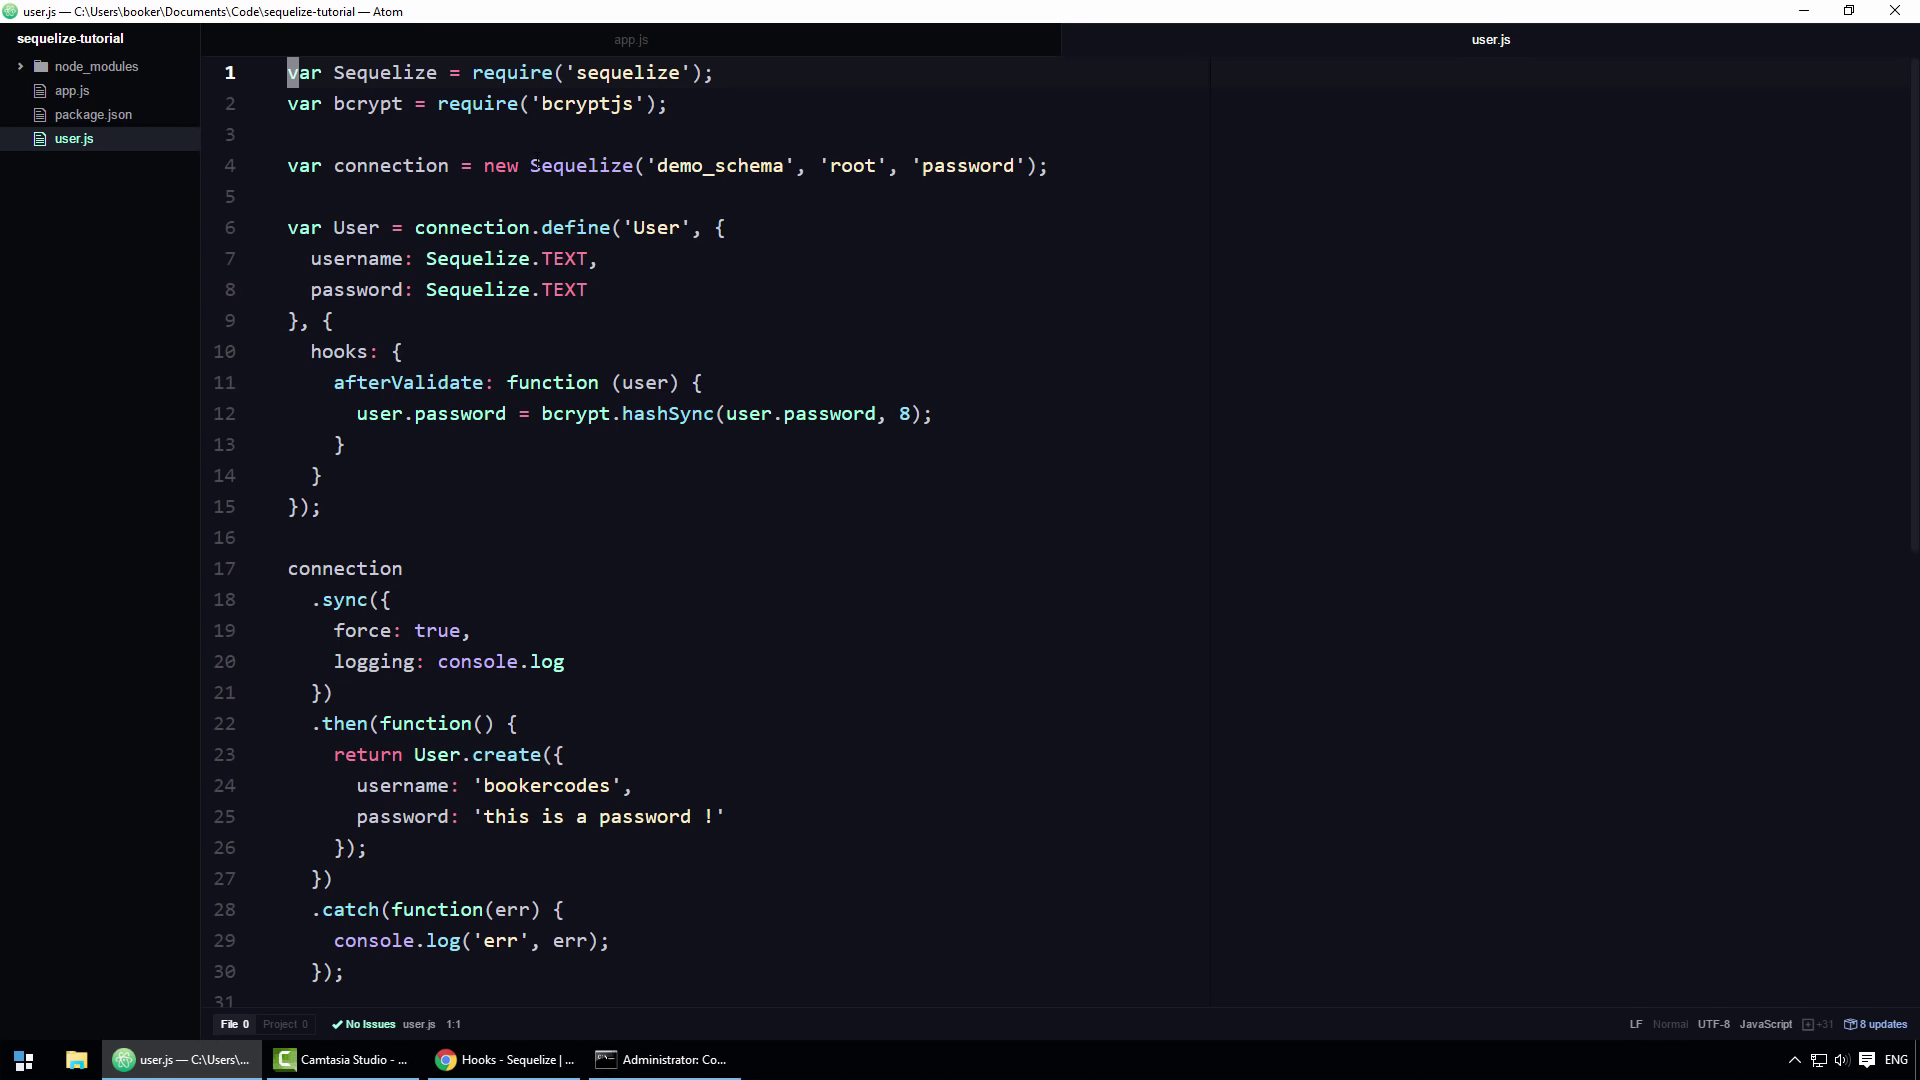 user.js — C:\Users\booker\Documents\Code\sequelize-tutorial — Atom
sequelize-tutorial
node_modules
app.js
package.json
user.js
app.js
user.js
1 var Sequelize = require('sequelize');
2 var bcrypt = require('bcryptjs');
3
4 var connection = new Sequelize('demo_schema', 'root', 'password');
5
6 var User = connection.define('User', {
7 username: Sequelize.TEXT,
8 password: Sequelize.TEXT
9 }, {
10 hooks: {
11 afterValidate: function (user) {
12 user.password = bcrypt.hashSync(user.password, 8);
13 }
14 }
15 });
16
17 connection
18 .sync({
19 force: true,
20 logging: console.log
21 })
22 .then(function() {
23 return User.create({
24 username: 'bookercodes',
25 password: 'this is a password !'
26 });
27 })
28 .catch(function(err) {
29 console.log('err', err);
30 });
31
File 0 Project 0 No Issues user.js 1:1 LF Normal UTF-8 JavaScript +31 8 updates
user.js — C:\Users\... Camtasia Studio - ... Hooks - Sequelize | ... Administrator: Co... ENG